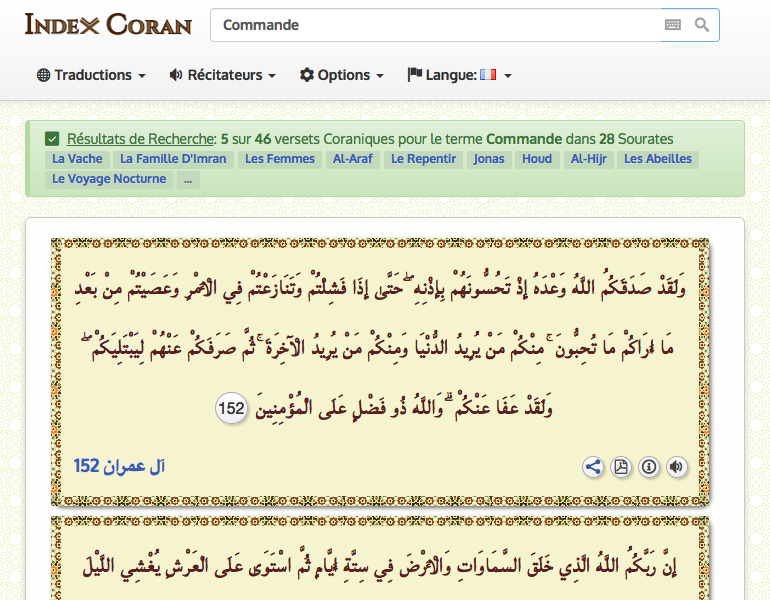 INDEX CORAN
Commande
Traductions
Récitateurs
Options
Langue:
Résultats de Recherche: 5 sur 46 versets Coraniques pour le terme Commande dans 28 Sourates
La Vache La Famille D'Imran Les Femmes Al-Araf Le Repentir Jonas Houd Al-Hijr Les Abeilles
Le Voyage Nocturne ...
وَلَقَدْ صَدَقَكُمُ اللَّهُ وَعْدَهُ إِذْ تَحُسُّونَهُمْ بِإِذْنِهِ ۖ حَتَّىٰ إِذَا فَشِلْتُمْ وَتَنَازَعْتُمْ فِي الْأَمْرِ وَعَصَيْتُمْ مِنْ بَعْدِ
مَا أَرَاكُمْ مَا تُحِبُّونَ ۚ مِنْكُمْ مَنْ يُرِيدُ الدُّنْيَا وَمِنْكُمْ مَنْ يُرِيدُ الْآخِرَةَ ۚ ثُمَّ صَرَفَكُمْ عَنْهُمْ لِيَبْتَلِيَكُمْ ۖ
وَلَقَدْ عَفَا عَنْكُمْ ۗ وَاللَّهُ ذُو فَضْلٍ عَلَى الْمُؤْمِنِينَ 152
آل عمران 152
إِنَّ رَبَّكُمُ اللَّهُ الَّذِي خَلَقَ السَّمَاوَاتِ وَالْأَرْضَ فِي سِتَّةِ أَيَّامٍ ثُمَّ اسْتَوَىٰ عَلَى الْعَرْشِ يُغْشِي اللَّيْلَ